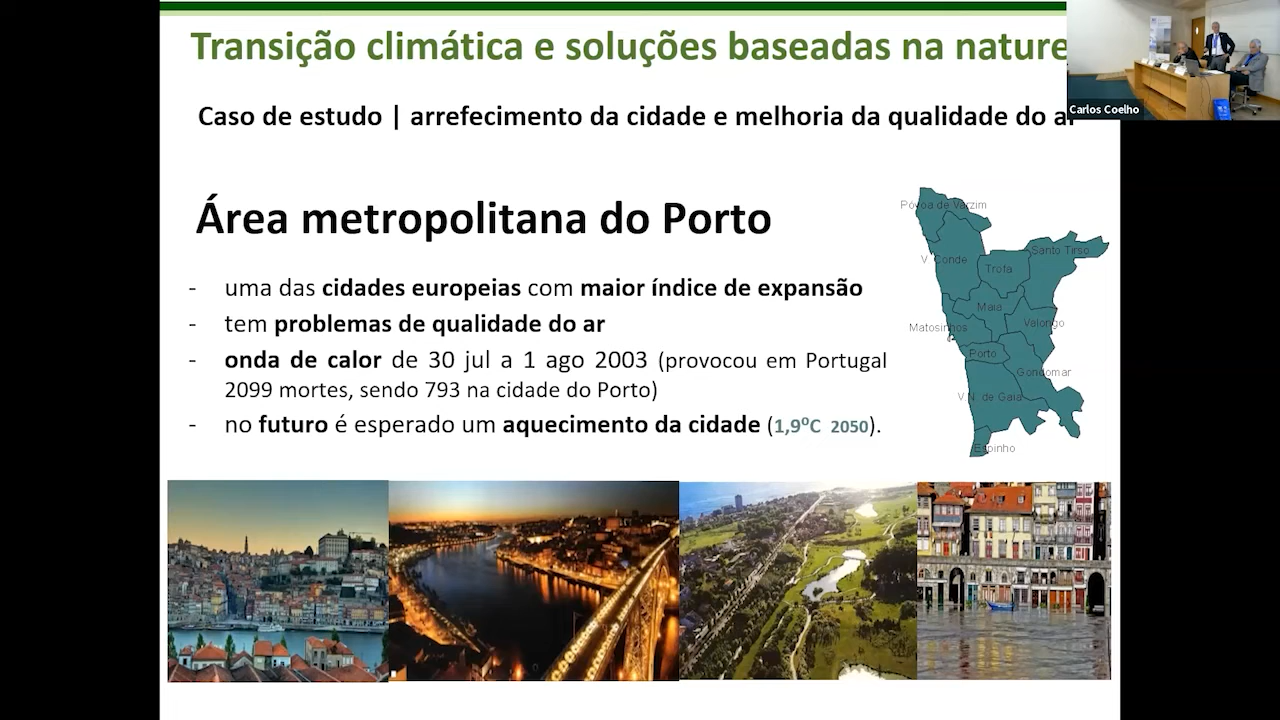 Transição climática e soluções baseadas na nature
Caso de estudo | arrefecimento da cidade e melhoria da qualidade do ar
Carlos Coelho
Área metropolitana do Porto
- uma das cidades europeias com maior índice de expansão
- tem problemas de qualidade do ar
- onda de calor de 30 jul a 1 ago 2003 (provocou em Portugal
2099 mortes, sendo 793 na cidade do Porto)
- no futuro é esperado um aquecimento da cidade (1,9ºC 2050).
Póvoa de Varzim
V. Conde
Santo Tirso
Trofa
Maia
Matosinhos
Valongo
Porto
Gondomar
V.N. de Gaia
Espinho